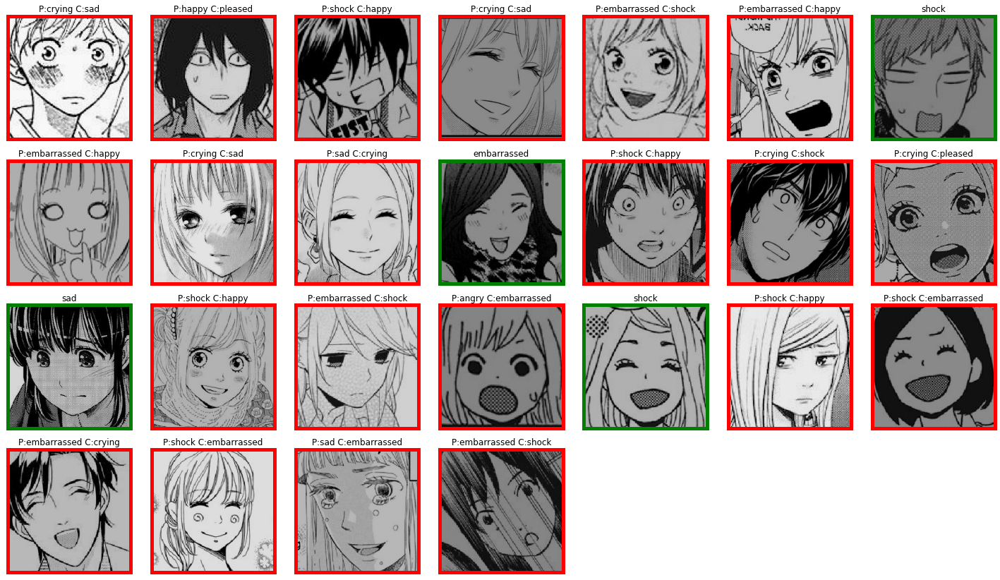 P:crying C:sad
P:happy C:pleased
P:shock C:happy
P:crying C:sad
P:embarrassed C:shock
P:embarrassed C:happy
shock
BACK.
FIST
P:embarrassed C:happy
P:crying C:sad
P:sad C:crying
embarrassed
P:shock C:happy
P:crying C:shock
P:crying C:pleased
sad
P:shock C:happy
P:embarrassed C:shock
P:angry C:embarrassed
shock
P:shock C:happy
P:shock C:embarrassed
P:embarrassed C:crying
P:shock C:embarrassed
P:sad C:embarrassed
P:embarrassed C:shock